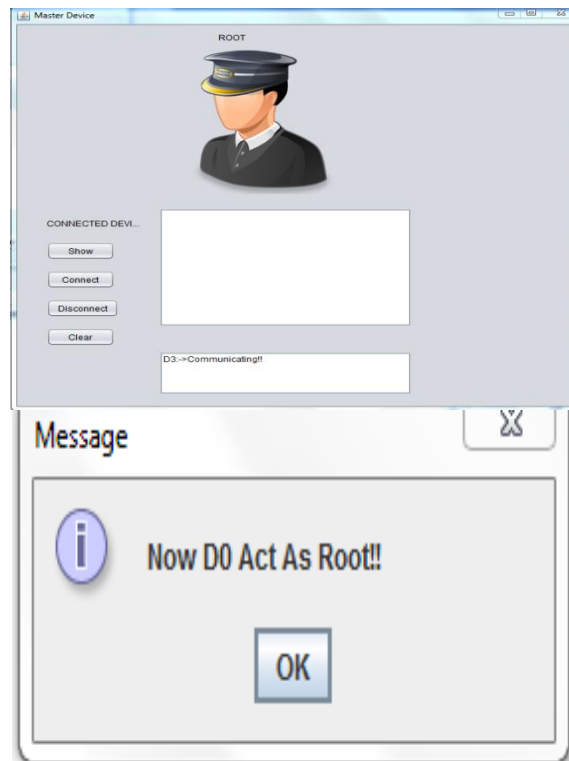 Master Device
ROOT
CONNECTED DEVI...
Show
Connect
Disconnect
Clear
D3:->Communicating!!
Message
i
Now D0 Act As Root!!
OK